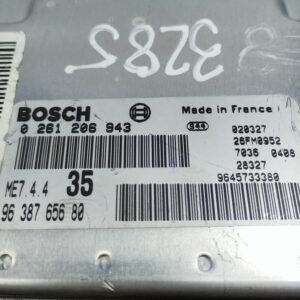 3285
BOSCH
Made in France
0 261 206 943
S44
020327
26FM0952
7036 0408
28327
9645733380
ME7.4.4 35
96 387 656 80